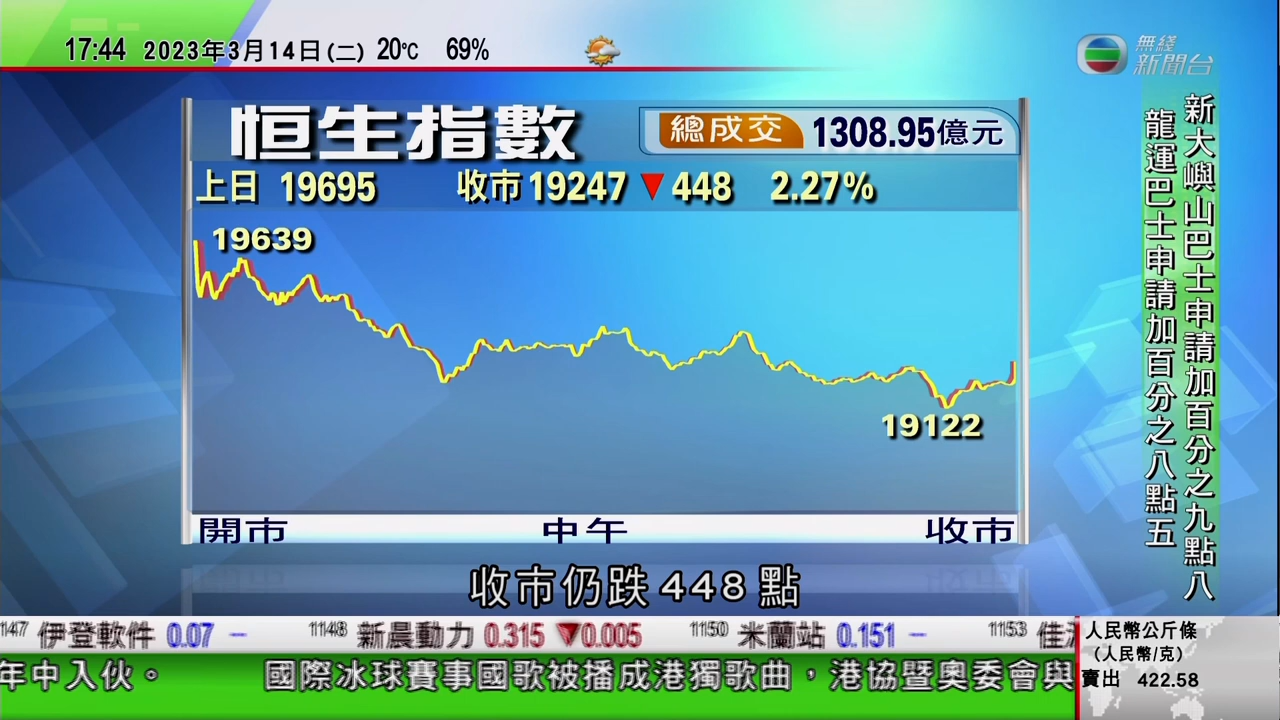 17:44 2023年3月14日(二) 20°C 69%
無綫
新聞台
恒生指數
總成交 1308.95億元
上日 19695 收市 19247 ▼ 448 2.27%
19639
19122
開市 中午 收市
收市仍跌448點
新大嶼山巴士申請加百分之九點八
龍運巴士申請加百分之八點五
1147 伊登軟件 0.07 – 1148 新晨動力 0.315 ▼0.005 1150 米蘭站 0.151 – 1153 佳
年中入伙。 國際冰球賽事國歌被播成港獨歌曲，港協暨奧委會與
人民幣公斤條
(人民幣/克)
賣出 422.58